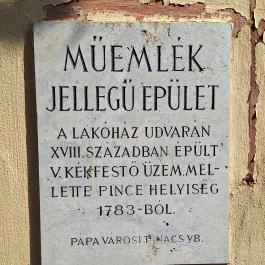 MŰEMLÉK
JELLEGŰ ÉPÜLET
A LAKÓHÁZ UDVARÁN
XVIII. SZÁZADBAN ÉPÜLT
V. KÉKFESTŐ ÜZEM, MEL-
LETTE PINCE HELYISÉG
1783-BÓL.
PÁPA VÁROSI TANÁCS VB.